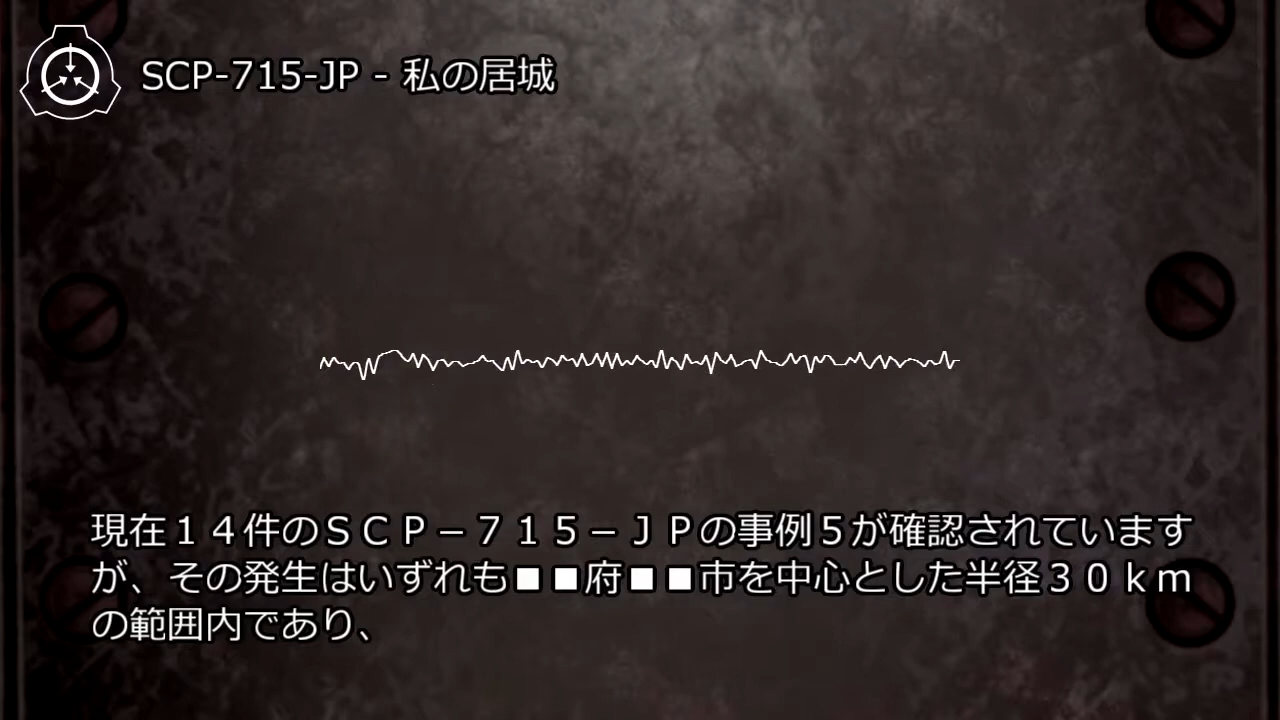 SCP-715-JP - 私の居城
現在１４件のＳＣＰ－７１５－ＪＰの事例５が確認されています
が、その発生はいずれも■■府■■市を中心とした半径３０ｋｍ
の範囲内であり、